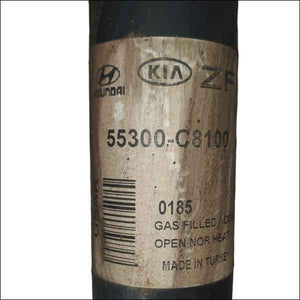 HYUNDAI KIA ZF
55300-C8100
0185
GAS FILLED /
OPEN NOR HEAT
MADE IN TURKEY